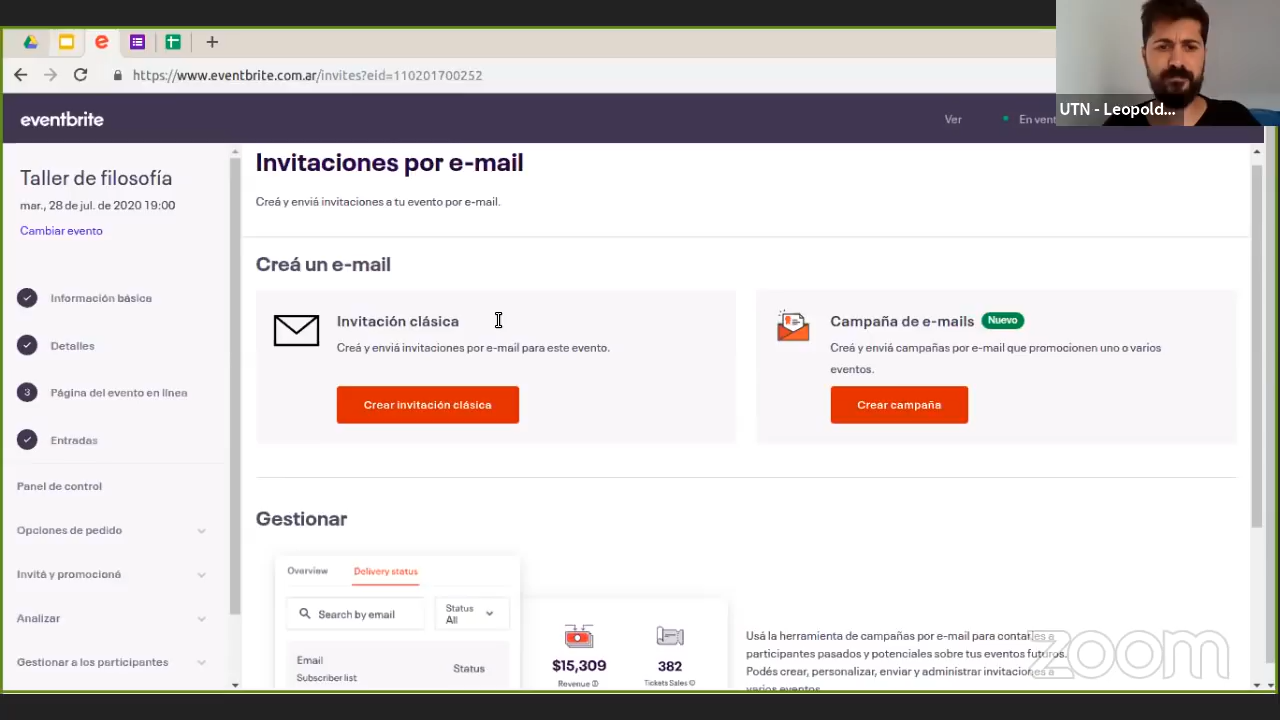 https://www.eventbrite.com.ar/invites?eid=110201700252
UTN - Leopold...
eventbrite
Ver
En vent
Taller de filosofía
mar., 28 de jul. de 2020 19:00
Cambiar evento
Información básica
Detalles
3
Página del evento en línea
Entradas
Panel de control
Opciones de pedido
Invitá y promocioná
Analizar
Gestionar a los participantes
Invitaciones por e-mail
Creá y enviá invitaciones a tu evento por e-mail.
Creá un e-mail
Invitación clásica
Creá y enviá invitaciones por e-mail para este evento.
Crear invitación clásica
Campaña de e-mails
Nuevo
Creá y enviá campañas por e-mail que promocionen uno o varios
eventos.
Crear campaña
Gestionar
Overview
Delivery status
Search by email
Status
All
Email
Subscriber list
Status
$15,309
Revenue
382
Tickets Sales
Usá la herramienta de campañas por e-mail para contarles a
participantes pasados y potenciales sobre tus eventos futuros.
Podés crear, personalizar, enviar y administrar invitaciones a
varios eventos.
zoom